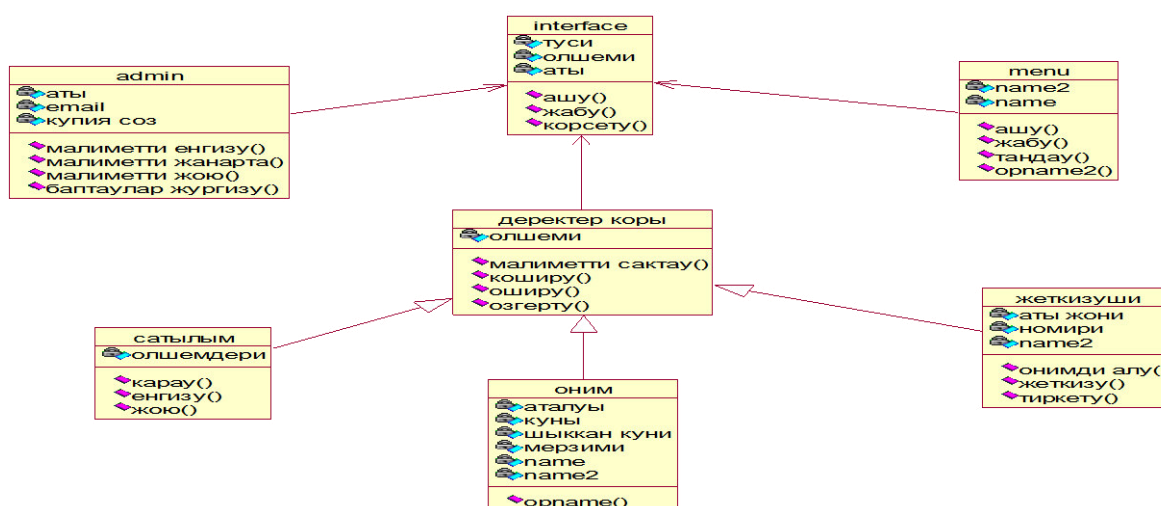 interface
туси
олшеми
аты
ашу()
жабу()
корсету()
admin
аты
email
купия соз
малиметти енгизу()
малиметти жанарта()
малиметти жою()
баптаулар жургизу()
menu
name2
name
ашу()
жабу()
тандау()
opname2()
деректер коры
олшеми
малиметти сактау()
коширу()
оширу()
озгерту()
сатылым
олшемдери
карау()
енгизу()
жою()
оним
аталуы
куны
шыккан куни
мерзими
name
name2
opname()
жеткизуши
аты жони
номири
name2
онимди алу(
жеткизу()
тиркету()